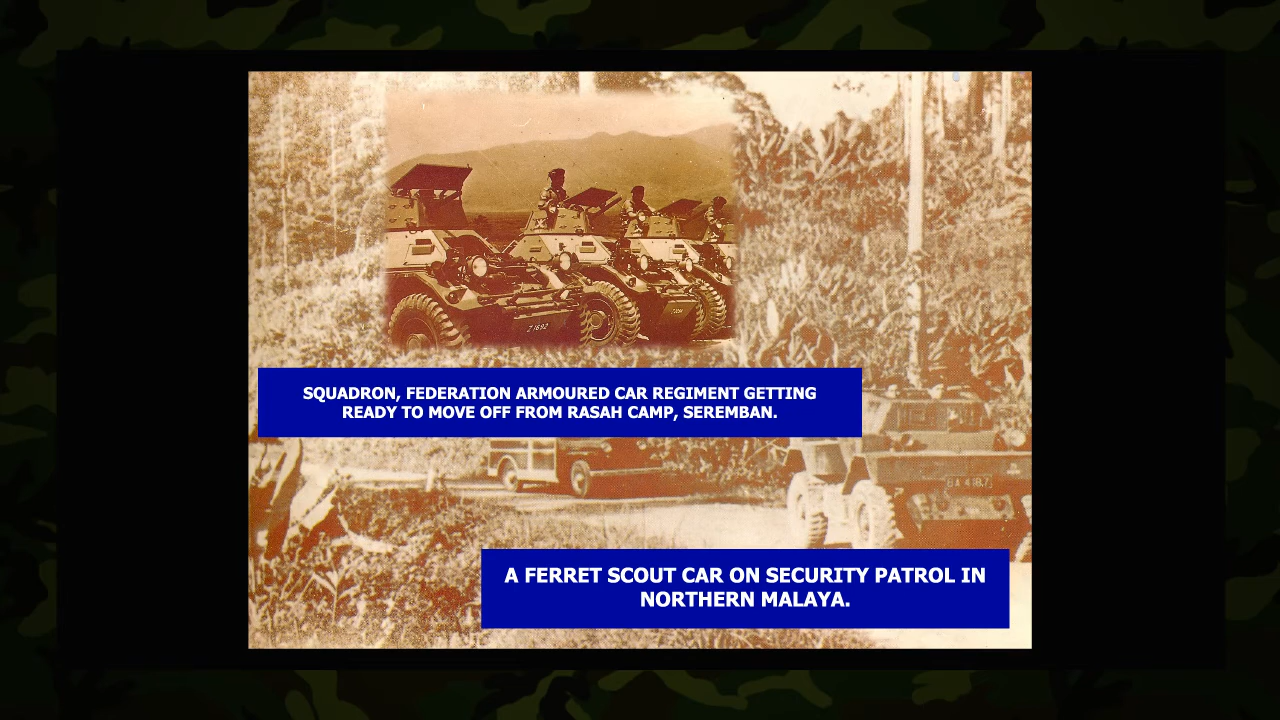 Z 1692
SQUADRON, FEDERATION ARMOURED CAR REGIMENT GETTING
READY TO MOVE OFF FROM RASAH CAMP, SEREMBAN.
A FERRET SCOUT CAR ON SECURITY PATROL IN
NORTHERN MALAYA.